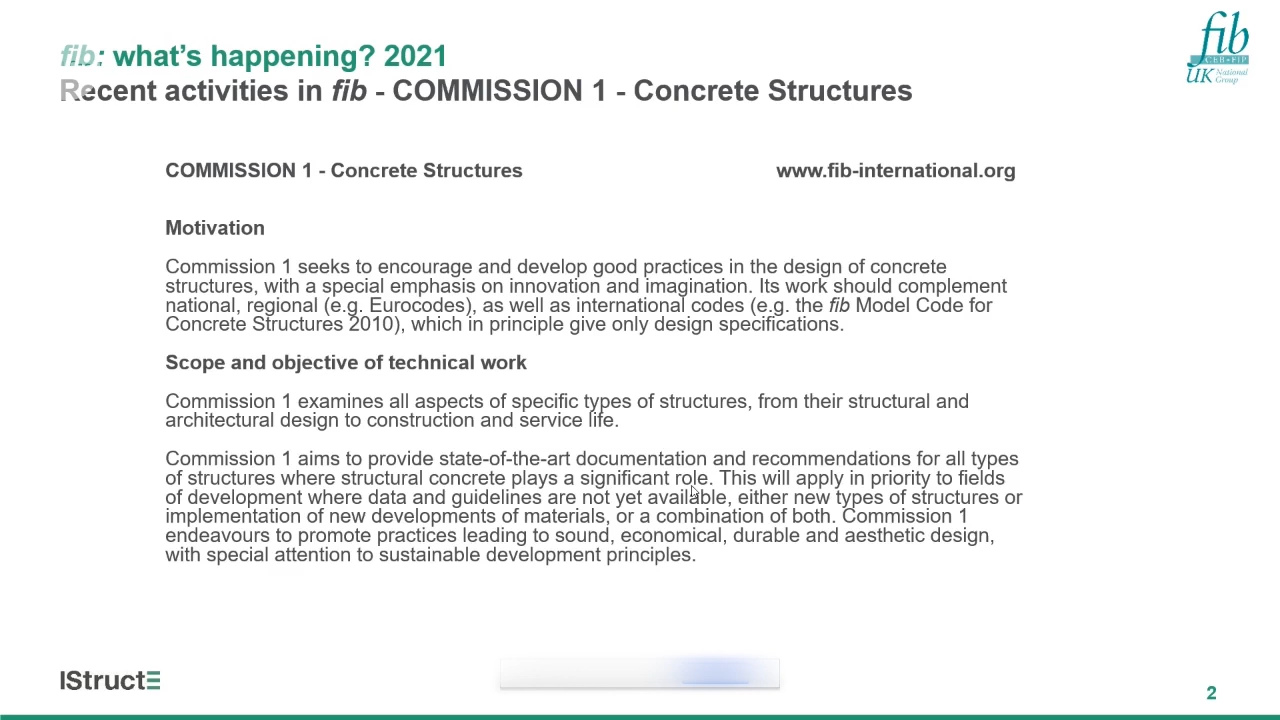 fib: what's happening? 2021
Recent activities in fib - COMMISSION 1 - Concrete Structures
fib
CEB-FIP
UK National
Group
COMMISSION 1 - Concrete Structures
www.fib-international.org
Motivation
Commission 1 seeks to encourage and develop good practices in the design of concrete
structures, with a special emphasis on innovation and imagination. Its work should complement
national, regional (e.g. Eurocodes), as well as international codes (e.g. the fib Model Code for
Concrete Structures 2010), which in principle give only design specifications.
Scope and objective of technical work
Commission 1 examines all aspects of specific types of structures, from their structural and
architectural design to construction and service life.
Commission 1 aims to provide state-of-the-art documentation and recommendations for all types
of structures where structural concrete plays a significant role. This will apply in priority to fields
of development where data and guidelines are not yet available, either new types of structures or
implementation of new developments of materials, or a combination of both. Commission 1
endeavours to promote practices leading to sound, economical, durable and aesthetic design,
with special attention to sustainable development principles.
IStructE
2